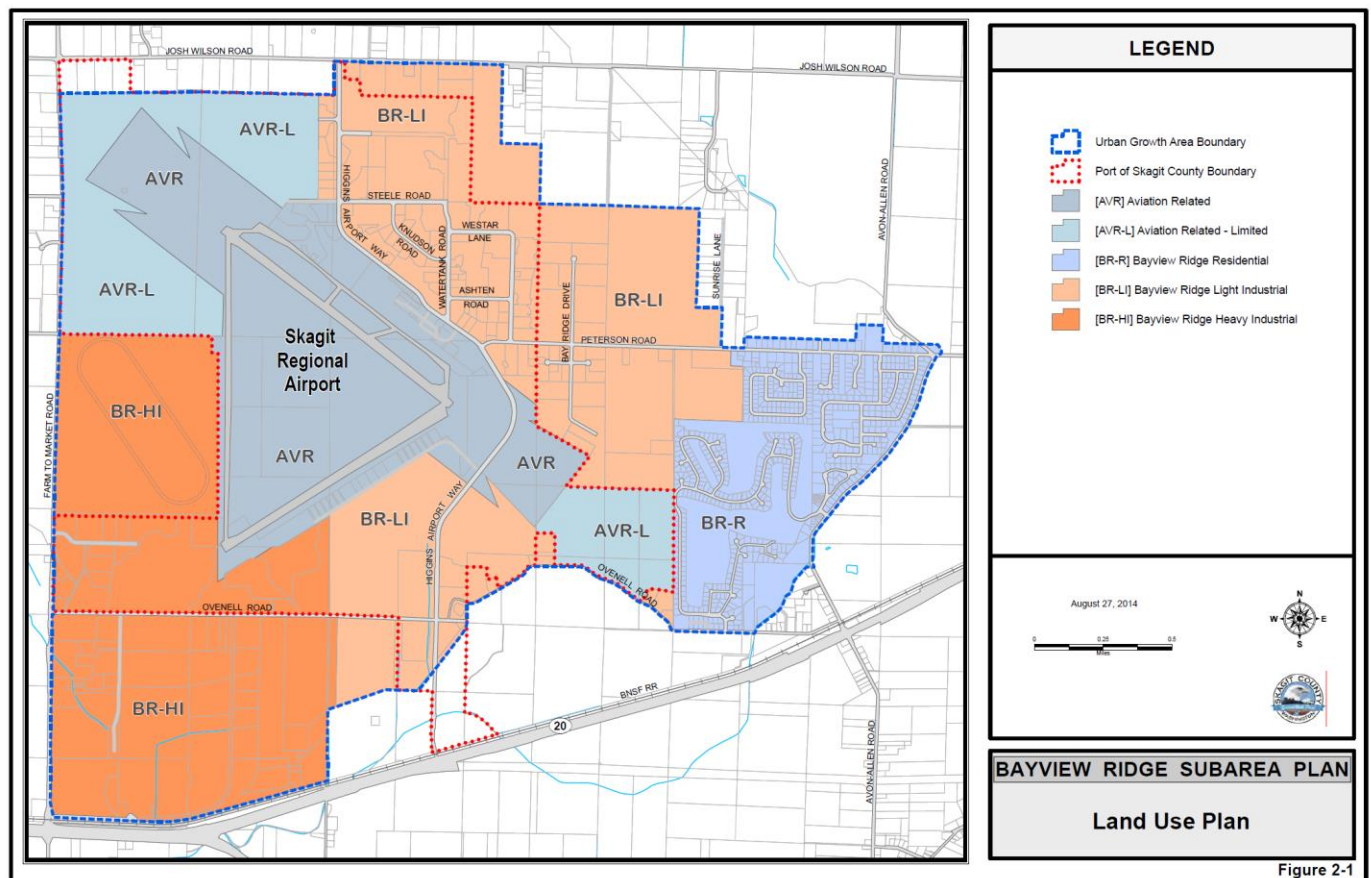 JOSH WILSON ROAD
JOSH WILSON ROAD
BR-LI
AVR-L
AVR
HIGGINS AIRPORT WAY
STEELE ROAD
KNUDSON
ROAD
WATERTANK ROAD
WESTAR
LANE
ASHTEN
ROAD
AVON-ALLEN ROAD
SUNRISE LANE
BAY RIDGE DRIVE
BR-LI
AVR-L
PETERSON ROAD
Skagit
Regional
Airport
FARM TO MARKET ROAD
BR-HI
AVR
AVR
BR-LI
HIGGINS AIRPORT WAY
AVR-L
BR-R
OVENELL ROAD
OVENELL ROAD
BR-HI
BNSF RR
20
AVON-ALLEN ROAD
LEGEND
Urban Growth Area Boundary
Port of Skagit County Boundary
[AVR] Aviation Related
[AVR-L] Aviation Related - Limited
[BR-R] Bayview Ridge Residential
[BR-LI] Bayview Ridge Light Industrial
[BR-HI] Bayview Ridge Heavy Industrial
August 27, 2014
0 0.25 0.5
Miles
N
W E
S
SKAGIT COUNTY
WASHINGTON
BAYVIEW RIDGE SUBAREA PLAN
Land Use Plan
Figure 2-1